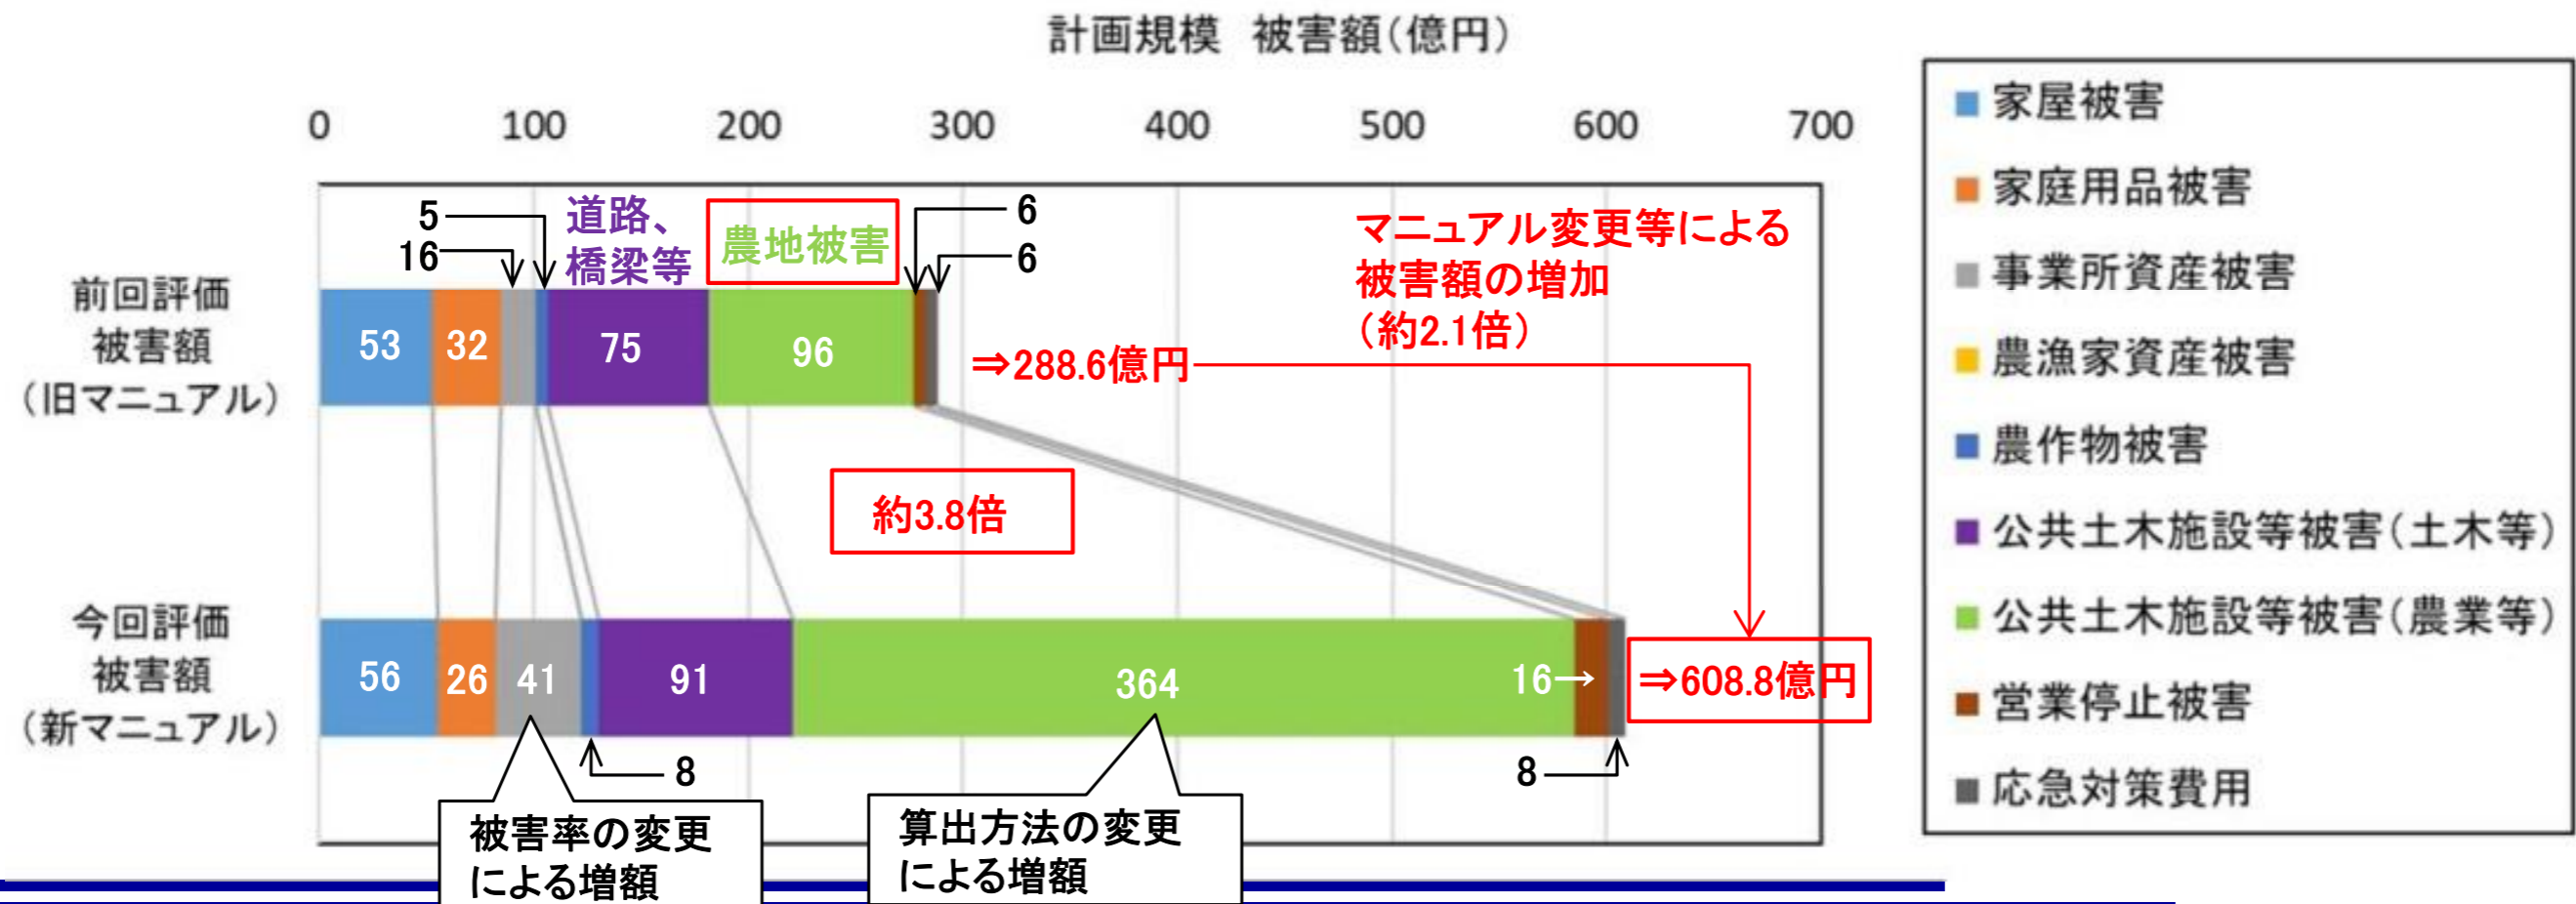 計画規模 被害額(億円)
0 100 200 300 400 500 600 700
5
16
道路、
橋梁等
農地被害
6
6
マニュアル変更等による
被害額の増加
(約2.1倍)
前回評価
被害額
(旧マニュアル)
53 32 75 96
⇒288.6億円
約3.8倍
今回評価
被害額
(新マニュアル)
56 26 41 91 364 16→
⇒608.8億円
8
8
被害率の変更
による増額
算出方法の変更
による増額
家屋被害
家庭用品被害
事業所資産被害
農漁家資産被害
農作物被害
公共土木施設等被害(土木等)
公共土木施設等被害(農業等)
営業停止被害
応急対策費用